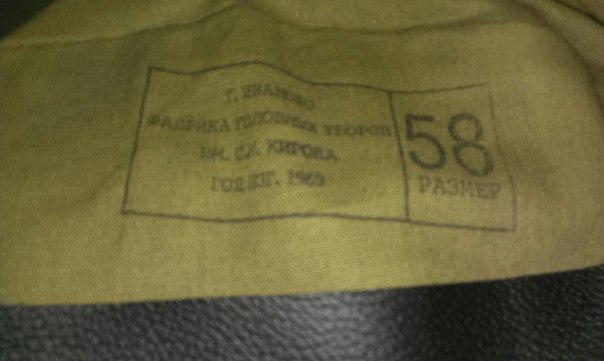 Г. ИВАНОВО
ФАБРИКА ГОЛОВНЫХ УБОРОВ
ИМ. С.М. КИРОВА
ГОД ИЗГ. 1969
58
РАЗМЕР